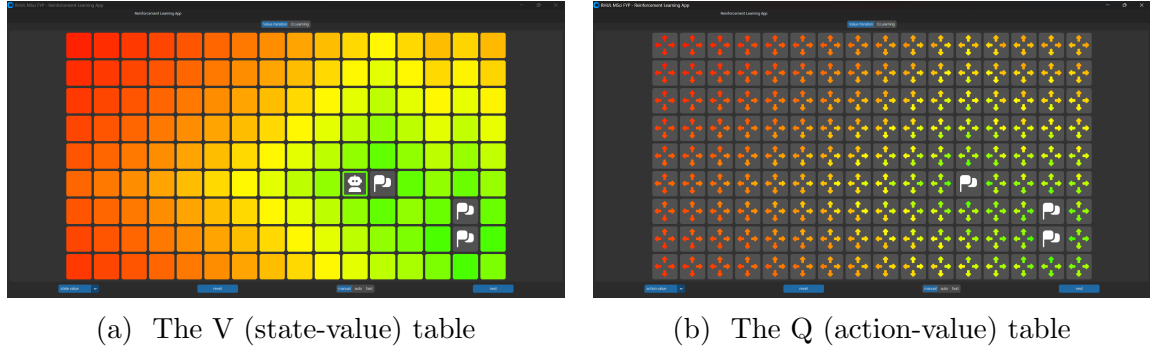 RHUL MSci FYP - Reinforcement Learning App
Reinforcement Learning App
Value Iteration Q Learning
state-value
reset
manual auto fast
next
(a) The V (state-value) table
RHUL MSci FYP - Reinforcement Learning App
Reinforcement Learning App
Value Iteration Q Learning
action-value
reset
manual auto fast
next
(b) The Q (action-value) table